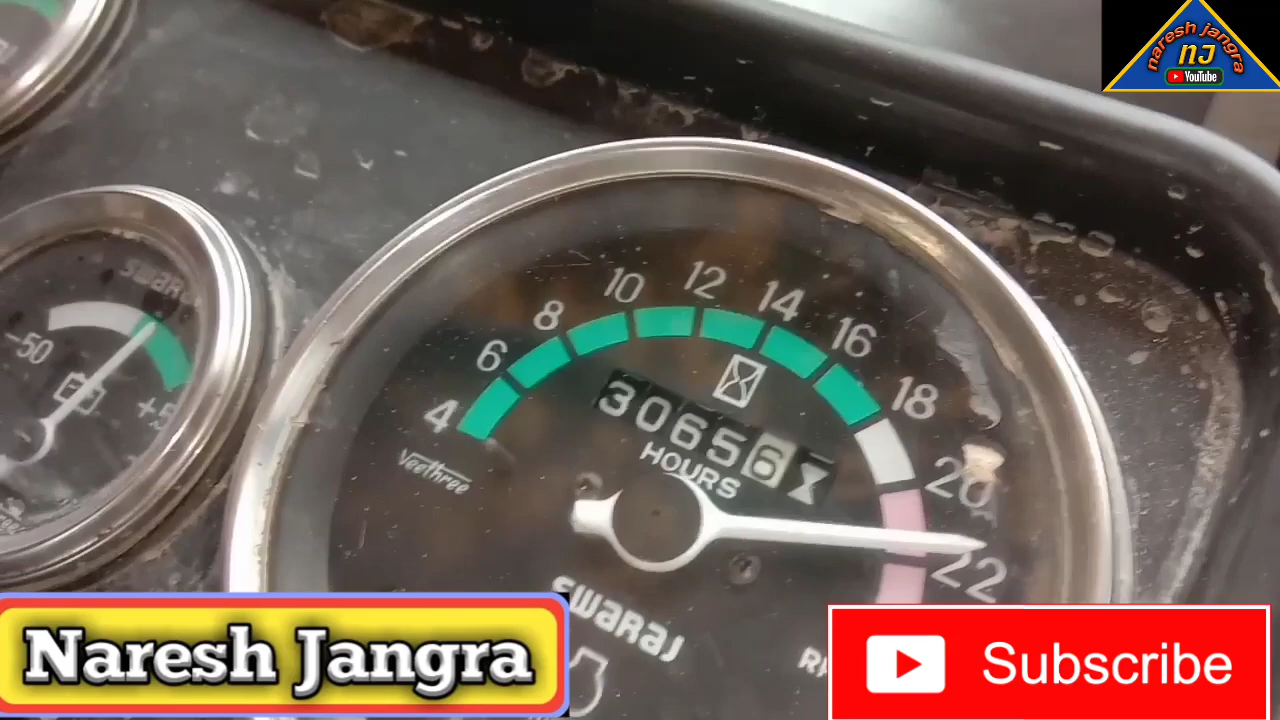 naresh jangra
NJ
YouTube
swaraj
-50
4
6
8
10
12
14
16
18
20
22
30656
HOURS
Veethree
SWARAJ
Naresh Jangra
Subscribe